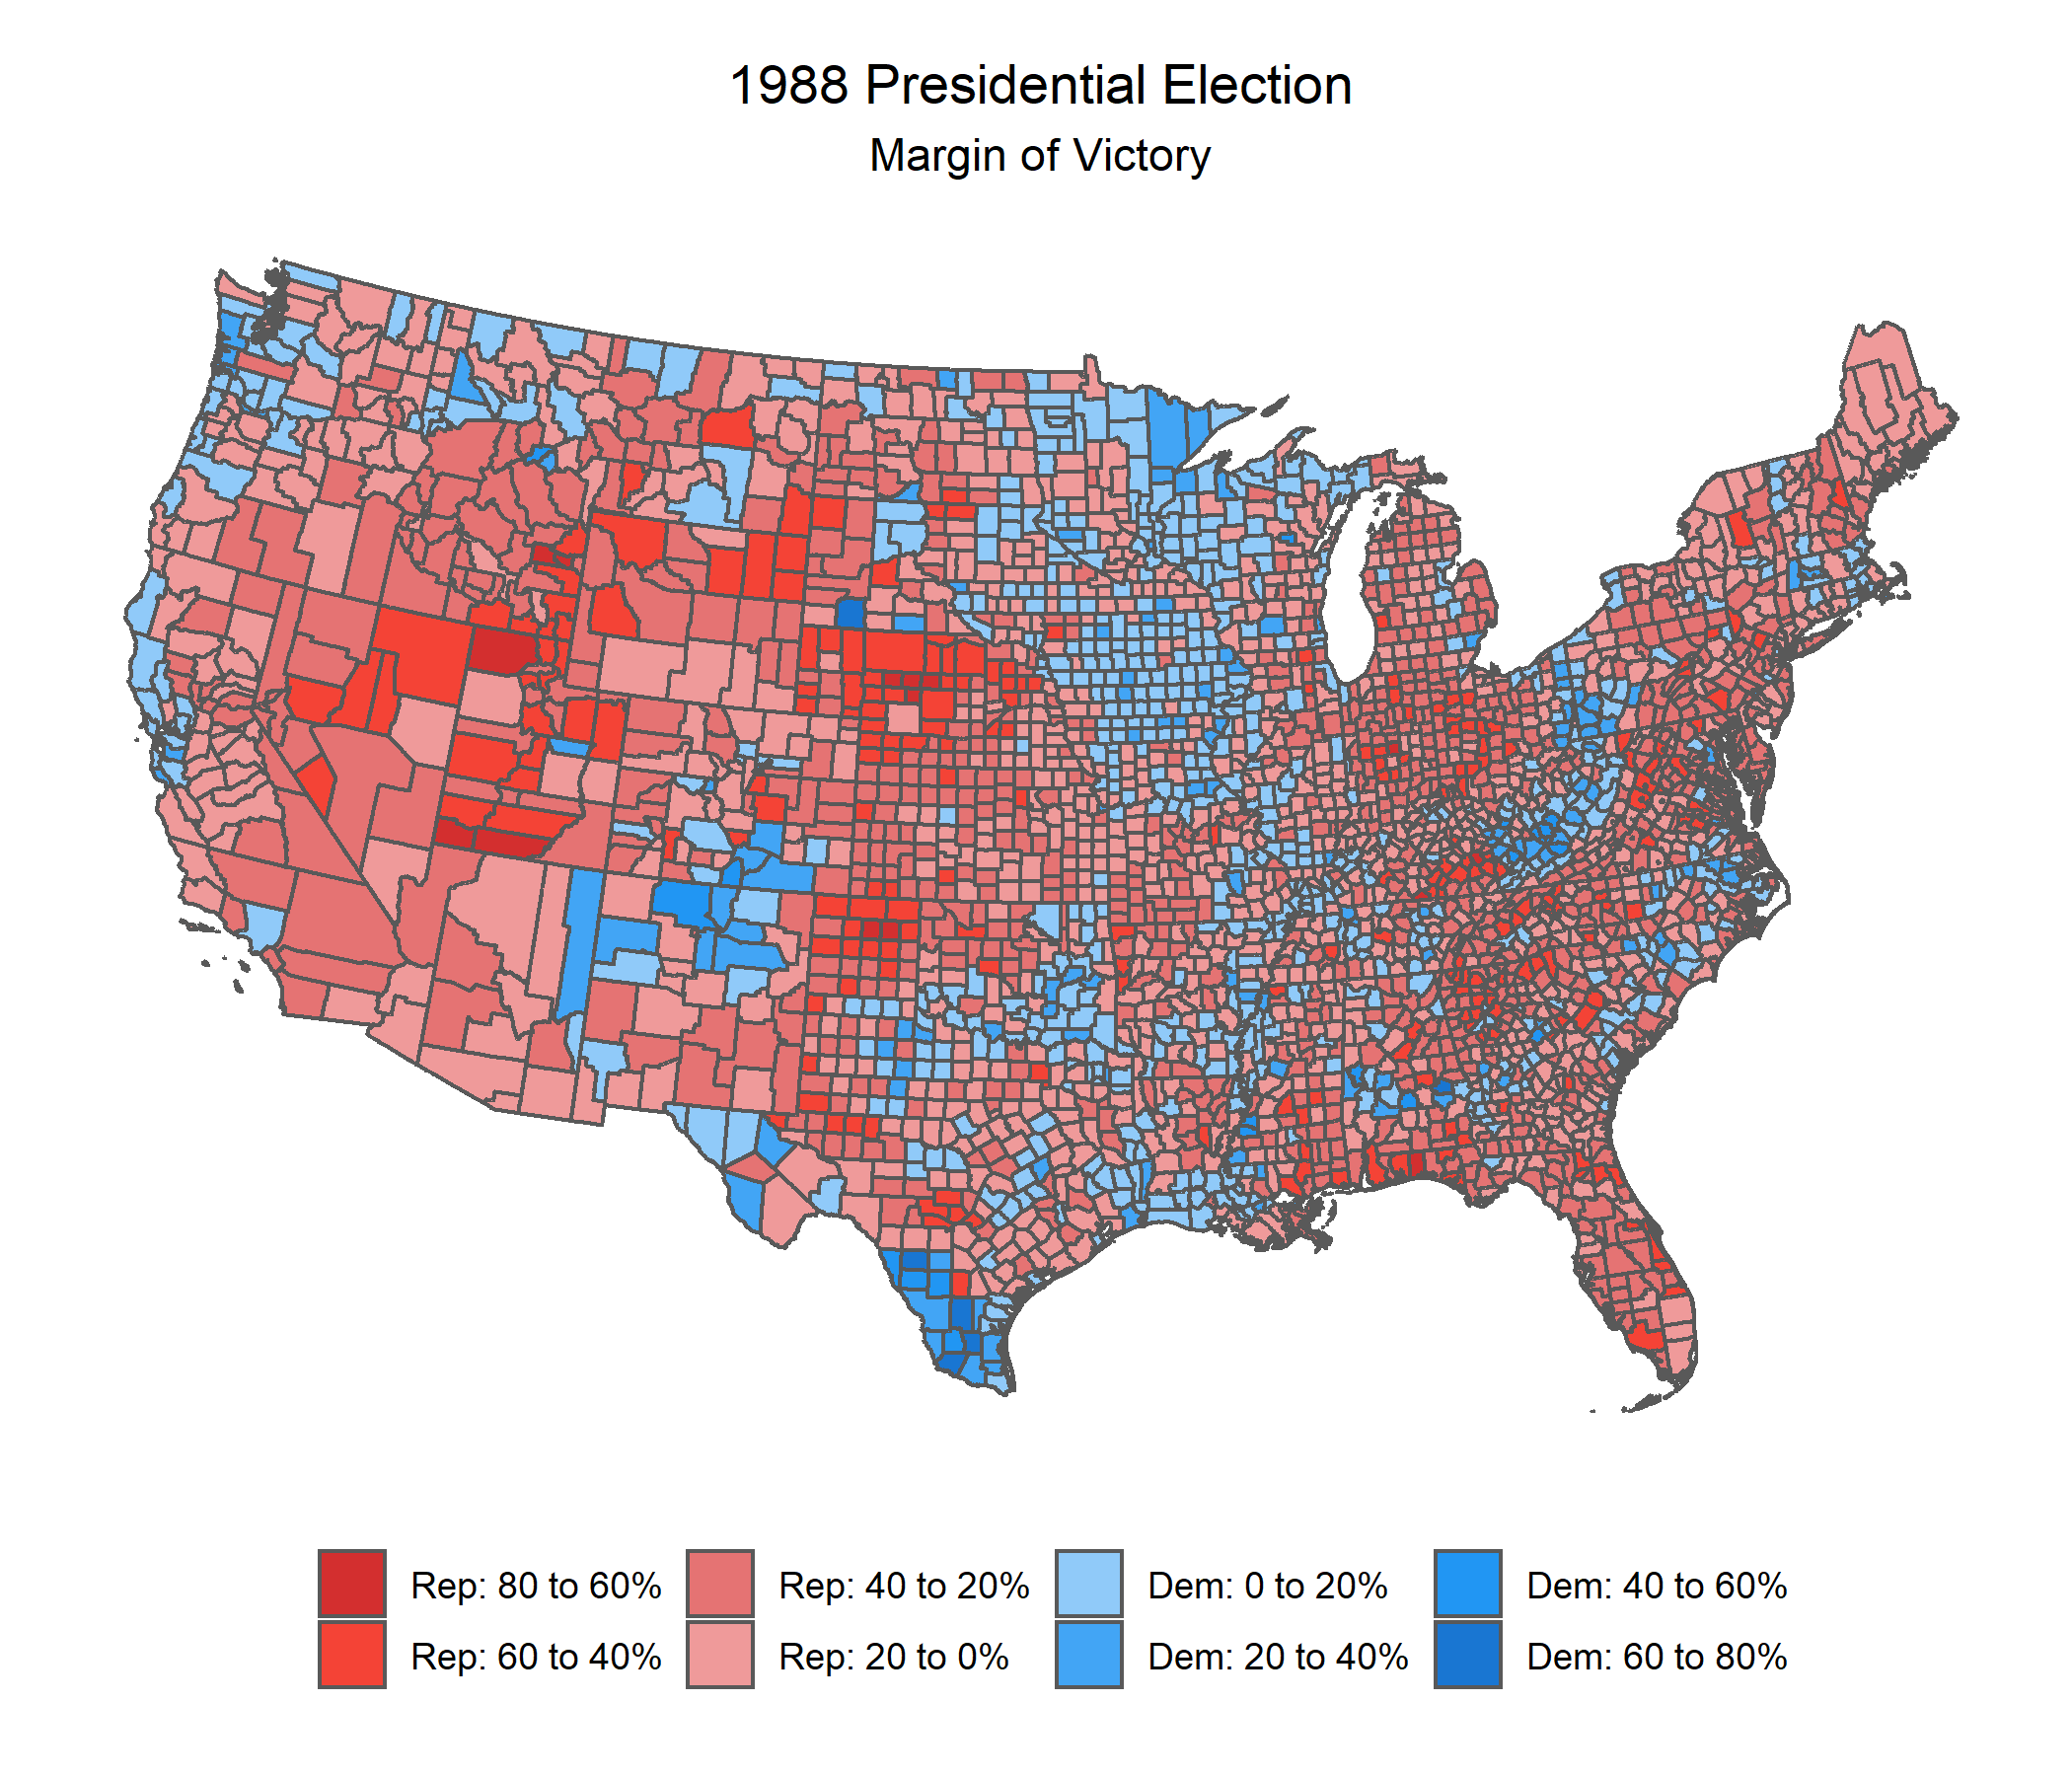 1988 Presidential Election
Margin of Victory
Rep: 80 to 60%
Rep: 40 to 20%
Dem: 0 to 20%
Dem: 40 to 60%
Rep: 60 to 40%
Rep: 20 to 0%
Dem: 20 to 40%
Dem: 60 to 80%